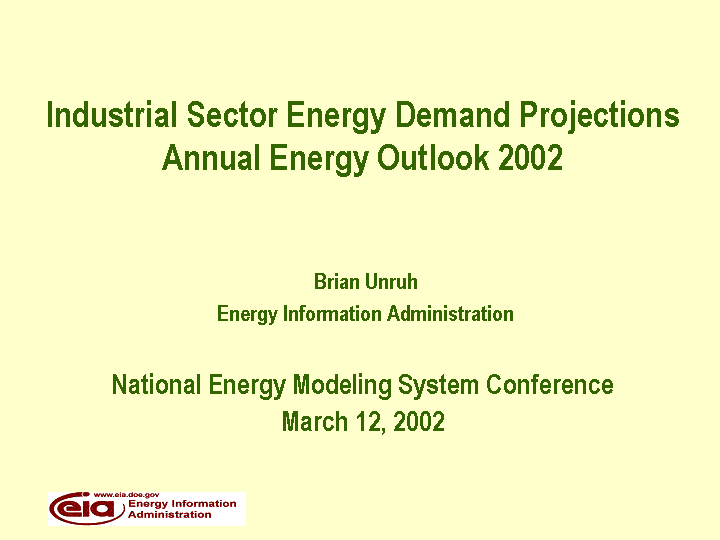 Industrial Sector Energy Demand Projections
Annual Energy Outlook 2002
Brian Unruh
Energy Information Administration
National Energy Modeling System Conference
March 12, 2002
www.eia.doe.gov
eia Energy Information
Administration